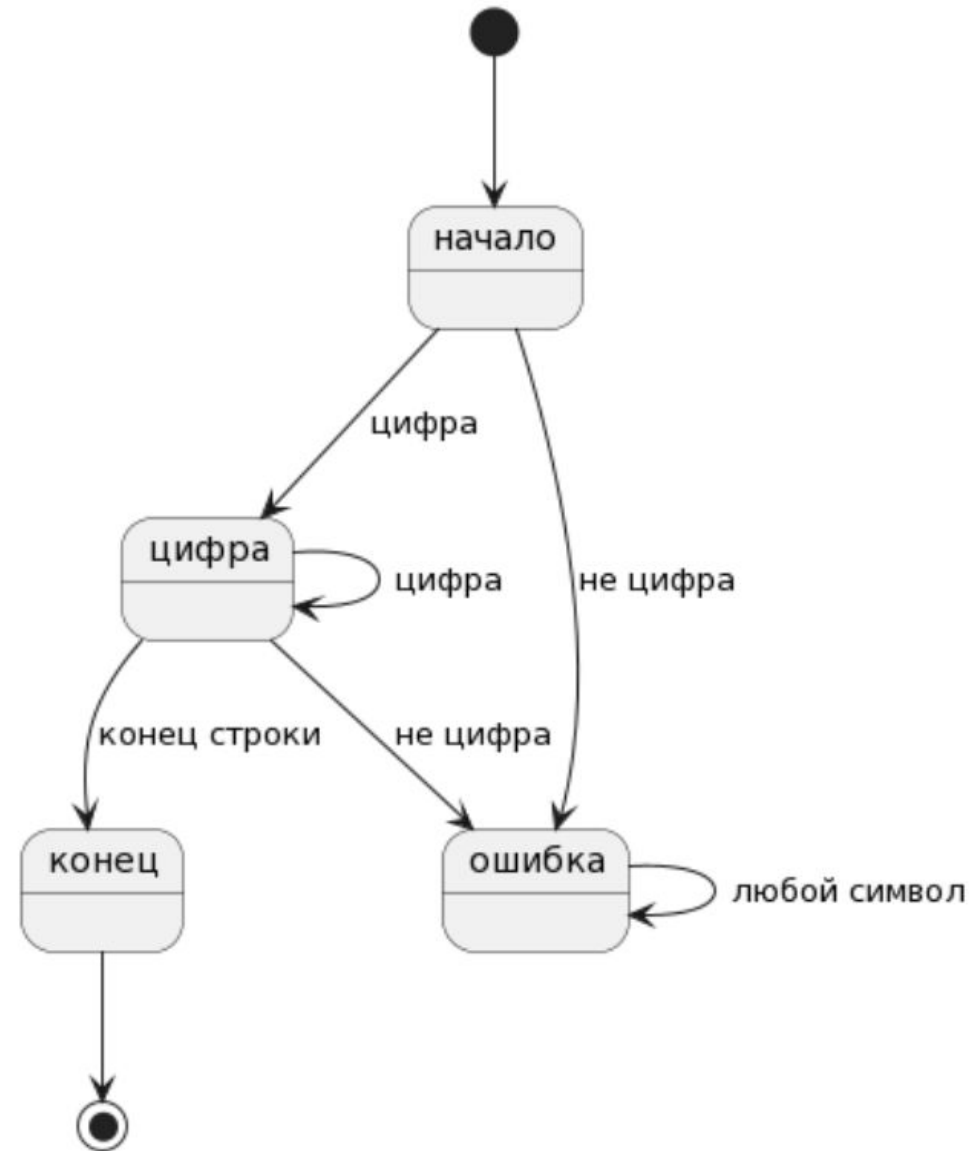 начало
цифра
цифра
цифра
не цифра
конец строки
не цифра
конец
ошибка
любой символ